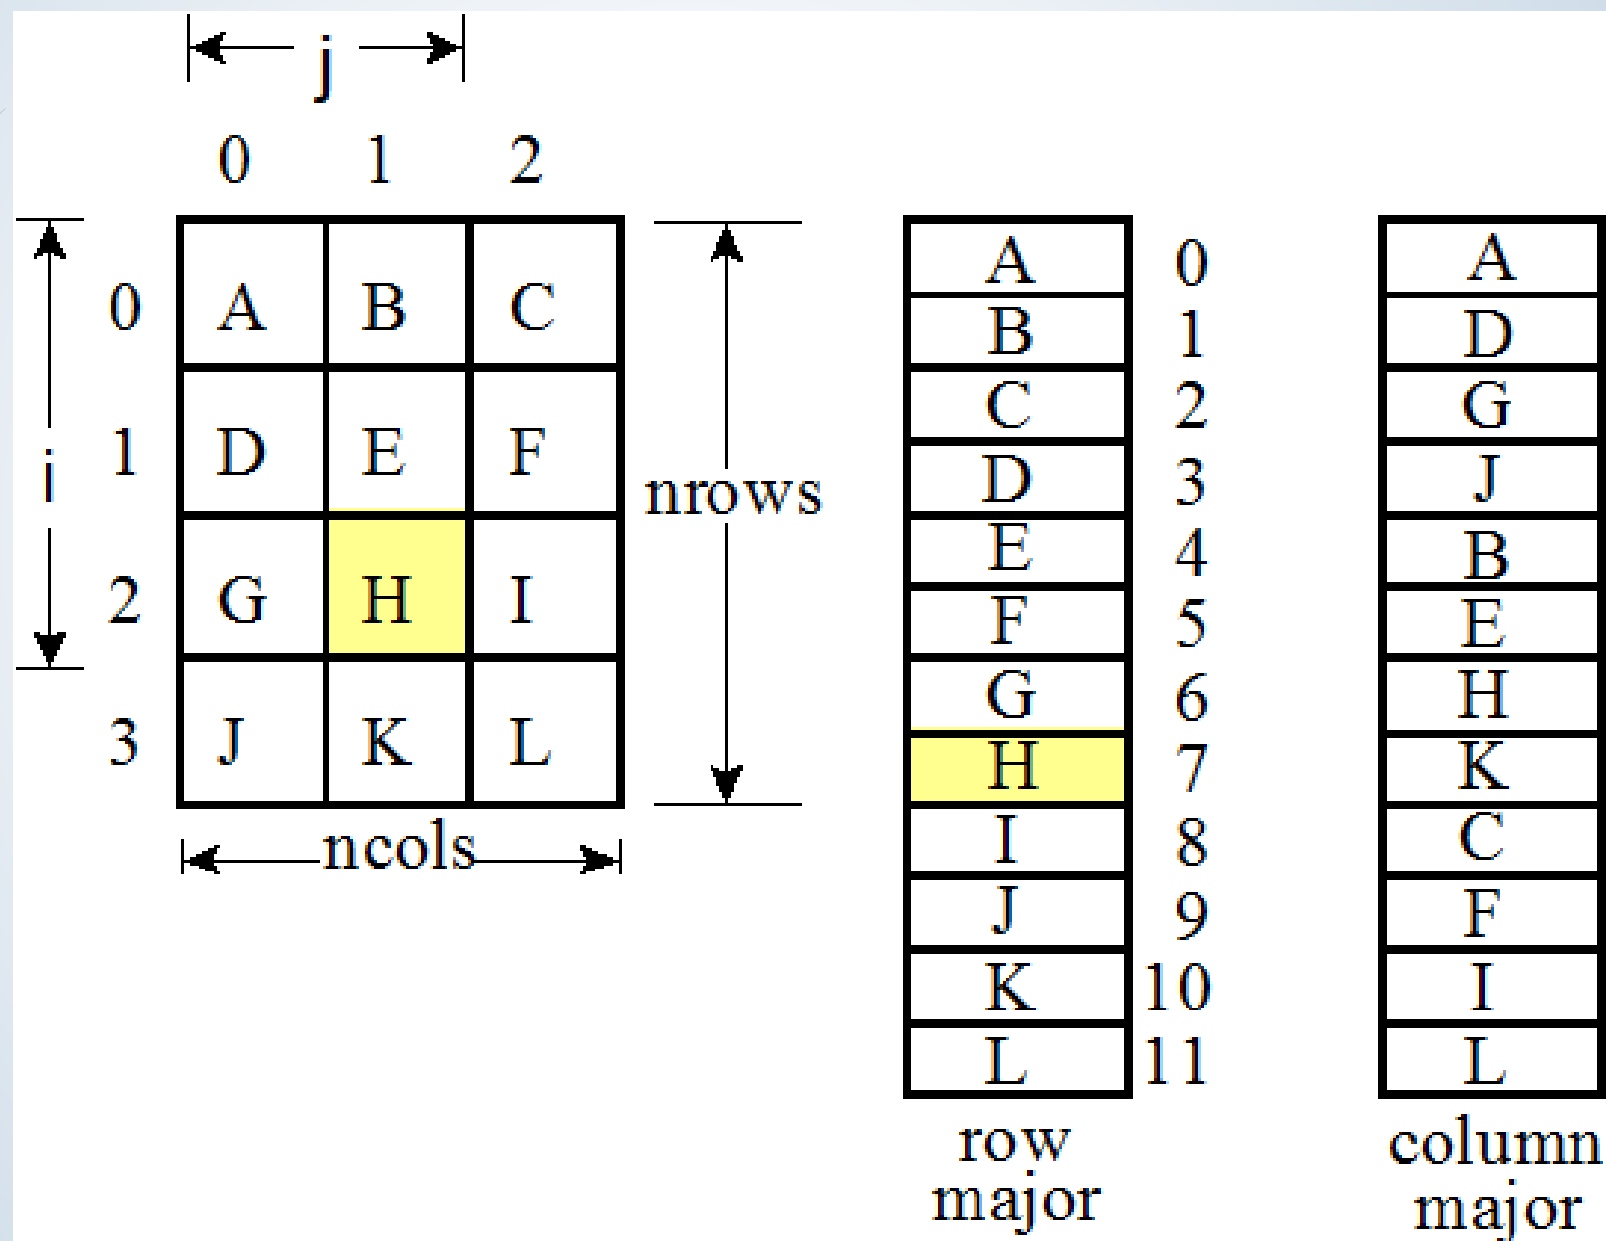 j
0 1 2
i
0 A B C
1 D E F
2 G H I
3 J K L
nrows
ncols
A 0
B 1
C 2
D 3
E 4
F 5
G 6
H 7
I 8
J 9
K 10
L 11
row
major
A
D
G
J
B
E
H
K
C
F
I
L
column
major